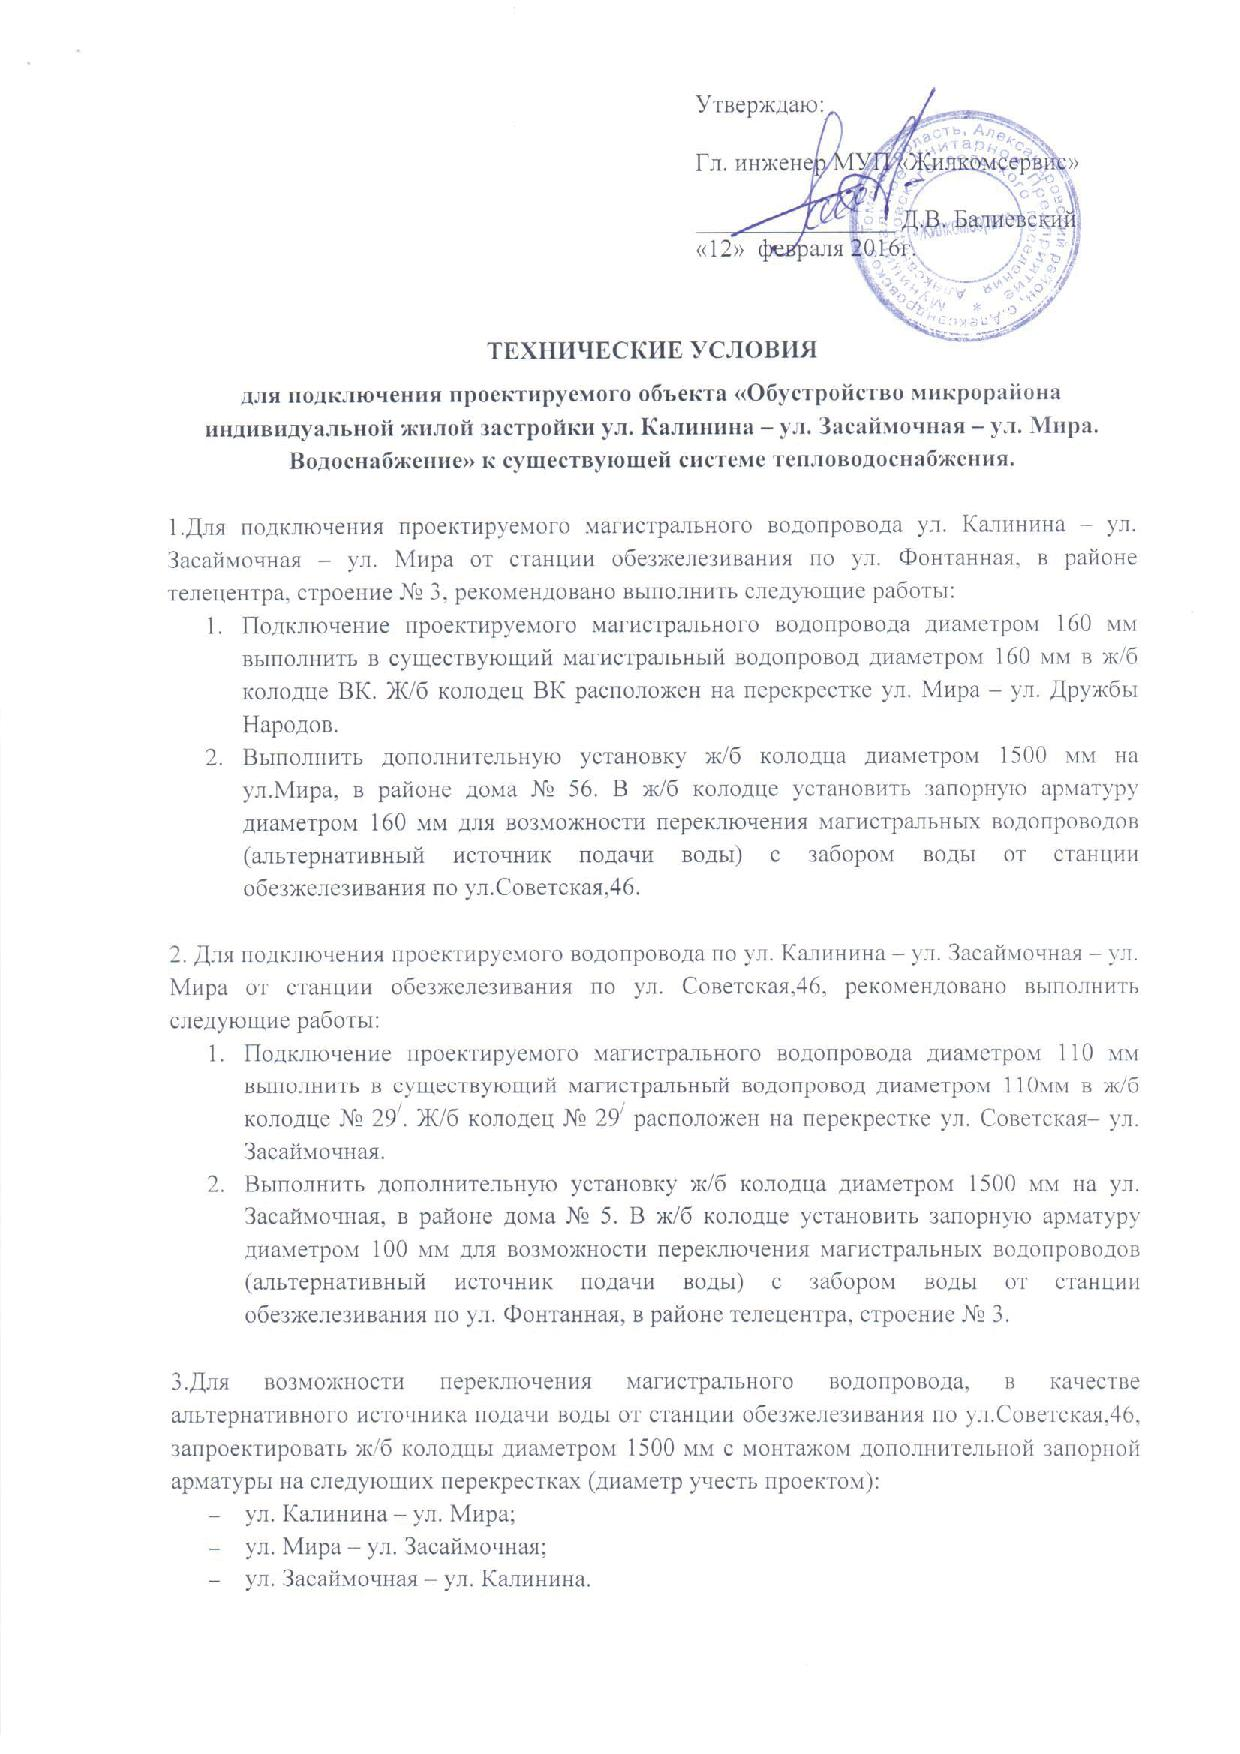 Утверждаю:
Гл. инженер МУП «Жилкомсервис»
Д.В. Балиевский
«12» февраля 2016г.
ТЕХНИЧЕСКИЕ УСЛОВИЯ
для подключения проектируемого объекта «Обустройство микрорайона
индивидуальной жилой застройки ул. Калинина – ул. Засаймочная – ул. Мира.
Водоснабжение» к существующей системе тепловодоснабжения.
1.Для подключения проектируемого магистрального водопровода ул. Калинина – ул.
Засаймочная – ул. Мира от станции обезжелезивания по ул. Фонтанная, в районе
телецентра, строение № 3, рекомендовано выполнить следующие работы:
1. Подключение проектируемого магистрального водопровода диаметром 160 мм
выполнить в существующий магистральный водопровод диаметром 160 мм в ж/б
колодце ВК. Ж/б колодец ВК расположен на перекрестке ул. Мира – ул. Дружбы
Народов.
2. Выполнить дополнительную установку ж/б колодца диаметром 1500 мм на
ул.Мира, в районе дома № 56. В ж/б колодце установить запорную арматуру
диаметром 160 мм для возможности переключения магистральных водопроводов
(альтернативный источник подачи воды) с забором воды от станции
обезжелезивания по ул.Советская,46.
2. Для подключения проектируемого водопровода по ул. Калинина – ул. Засаймочная – ул.
Мира от станции обезжелезивания по ул. Советская,46, рекомендовано выполнить
следующие работы:
1. Подключение проектируемого магистрального водопровода диаметром 110 мм
выполнить в существующий магистральный водопровод диаметром 110мм в ж/б
колодце № 29/. Ж/б колодец № 29/ расположен на перекрестке ул. Советская– ул.
Засаймочная.
2. Выполнить дополнительную установку ж/б колодца диаметром 1500 мм на ул.
Засаймочная, в районе дома № 5. В ж/б колодце установить запорную арматуру
диаметром 100 мм для возможности переключения магистральных водопроводов
(альтернативный источник подачи воды) с забором воды от станции
обезжелезивания по ул. Фонтанная, в районе телецентра, строение № 3.
3.Для возможности переключения магистрального водопровода, в качестве
альтернативного источника подачи воды от станции обезжелезивания по ул.Советская,46,
запроектировать ж/б колодцы диаметром 1500 мм с монтажом дополнительной запорной
арматуры на следующих перекрестках (диаметр учесть проектом):
– ул. Калинина – ул. Мира;
– ул. Мира – ул. Засаймочная;
– ул. Засаймочная – ул. Калинина.